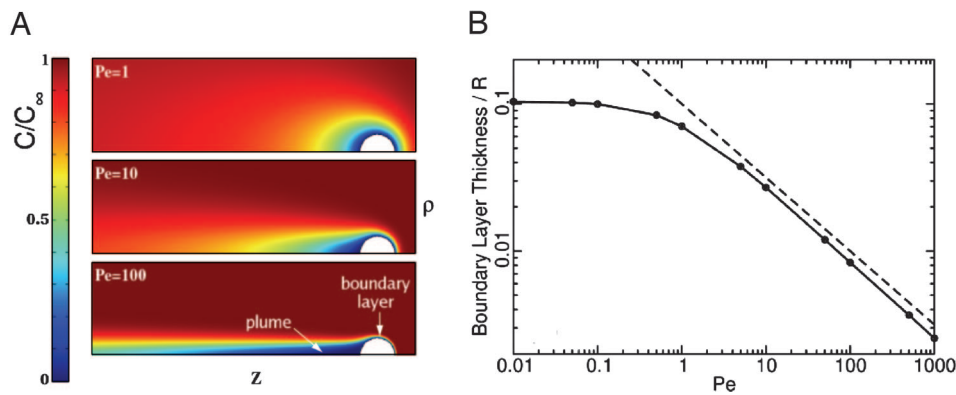 A
B
C/C∞
1
0.5
0
Pe=1
Pe=10
Pe=100
boundary
layer
plume
ρ
z
Boundary Layer Thickness / R
0.1
0.01
0.01
0.1
1
10
100
1000
Pe